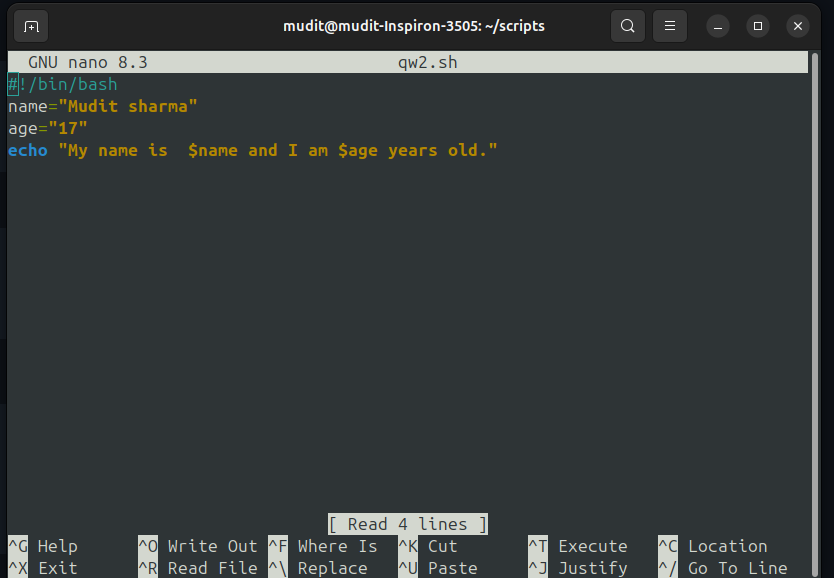 mudit@mudit-Inspiron-3505: ~/scripts
GNU nano 8.3 qw2.sh
#!/bin/bash
name="Mudit sharma"
age="17"
echo "My name is  $name and I am $age years old."
[ Read 4 lines ]
^G Help ^O Write Out ^F Where Is ^K Cut ^T Execute ^C Location
^X Exit ^R Read File ^\ Replace ^U Paste ^J Justify ^/ Go To Line